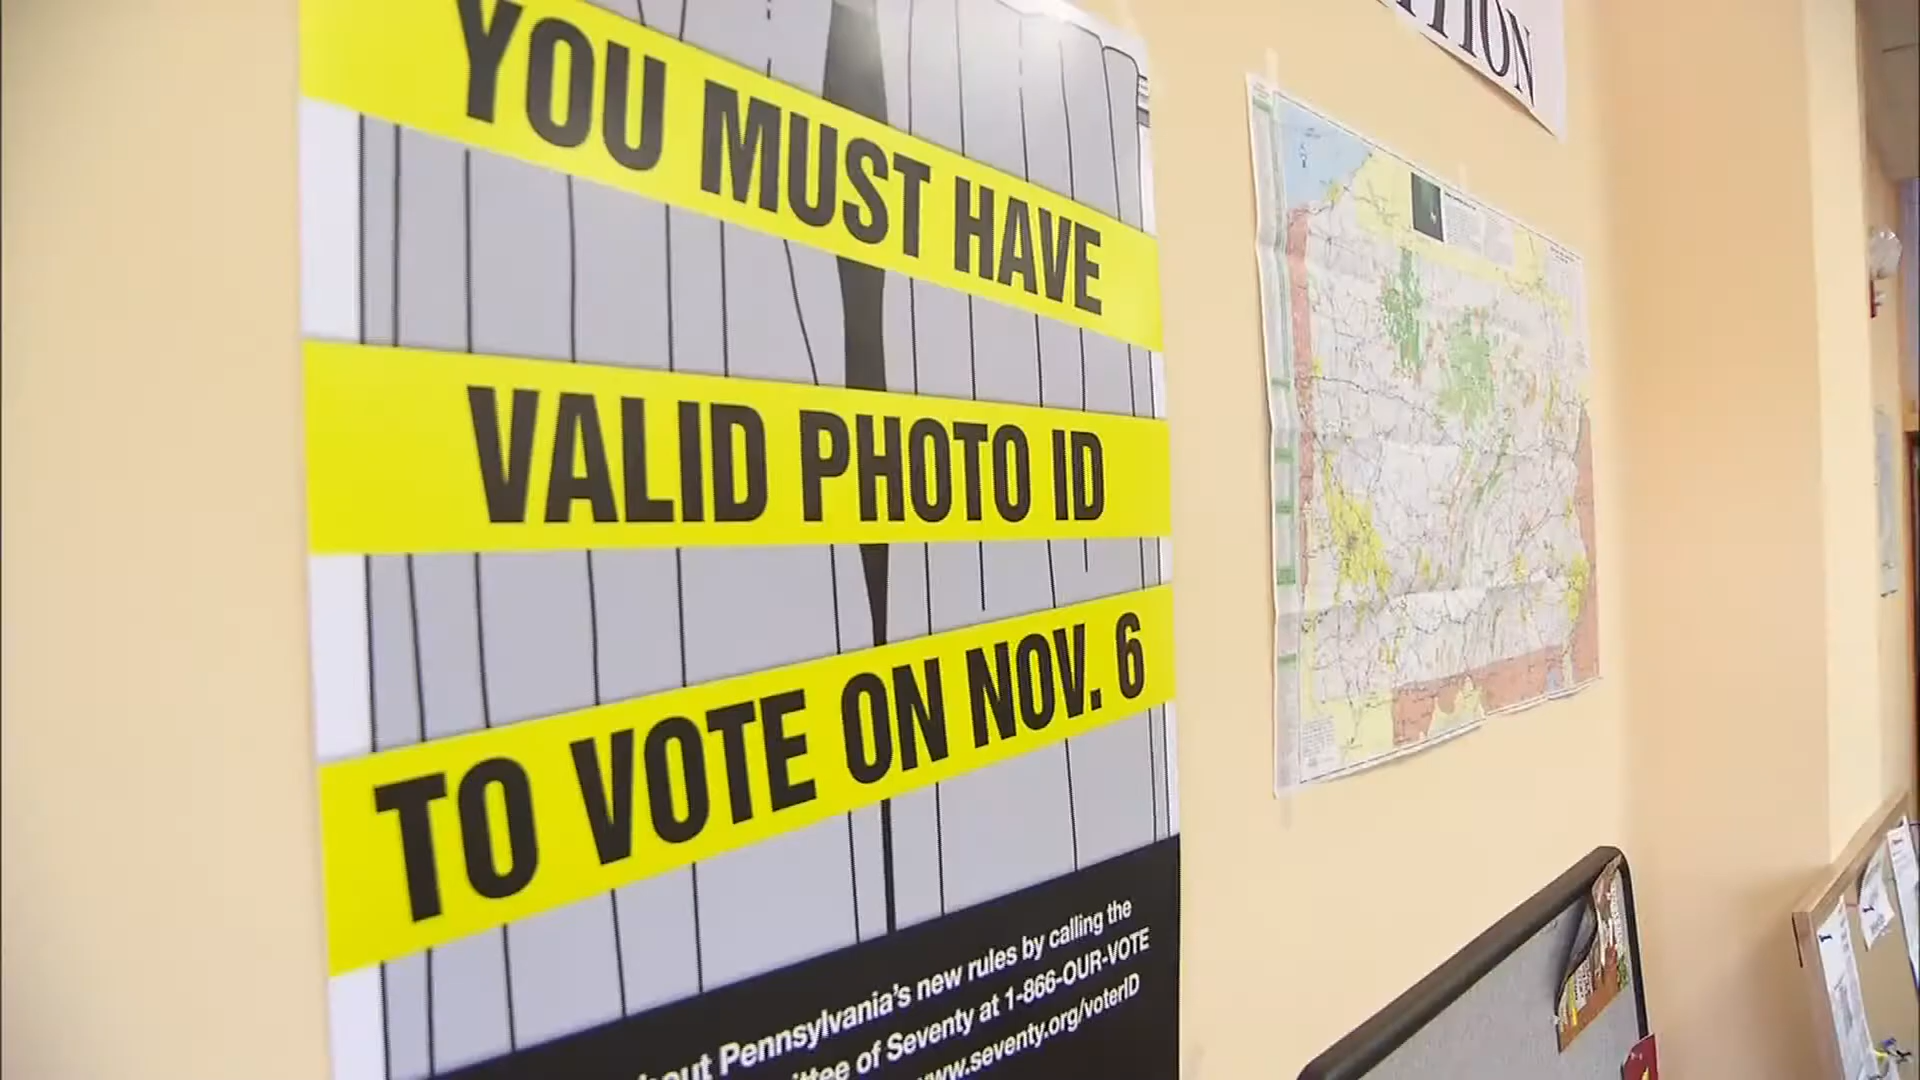 YOU MUST HAVE
VALID PHOTO ID
TO VOTE ON NOV. 6
Pennsylvania's new rules by calling the
of Seventy at 1-866-OUR-VOTE
www.seventy.org/voterID